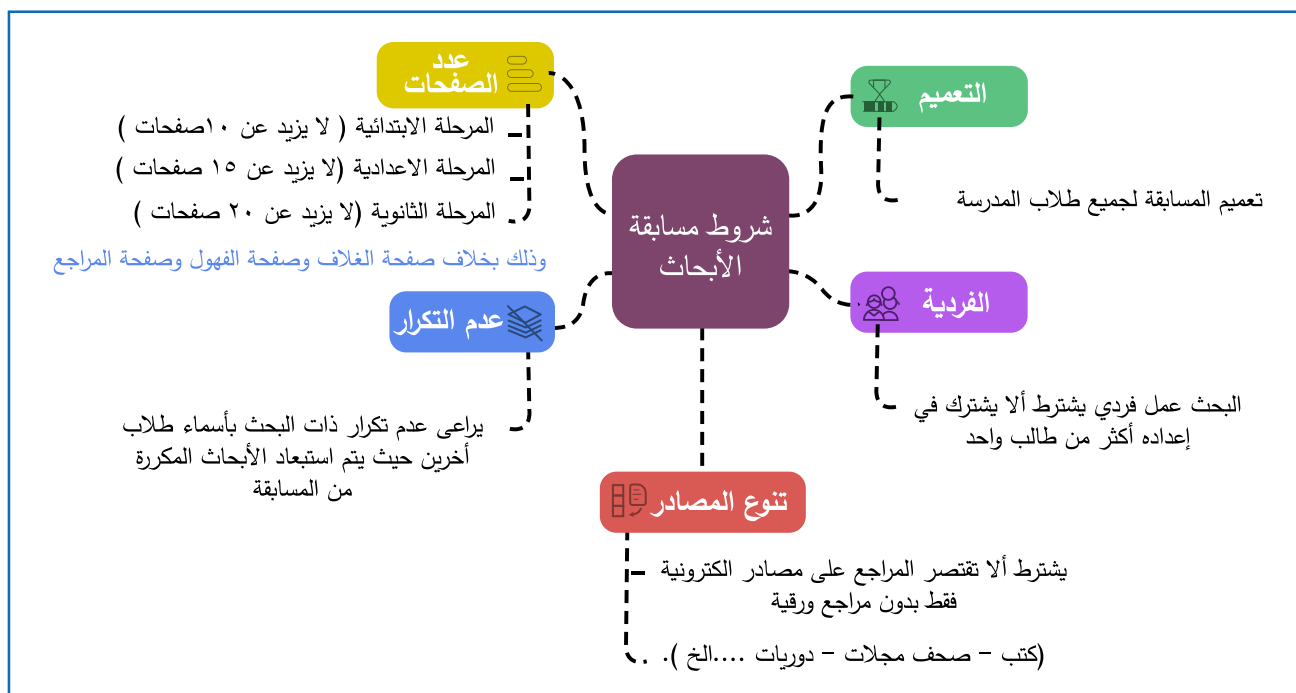 شروط مسابقة
الأبحاث
التعميم
تعميم المسابقة لجميع طلاب المدرسة
الفردية
البحث عمل فردي يشترط ألا يشترك في
إعداده أكثر من طالب واحد
تنوع المصادر
يشترط ألا تقتصر المراجع على مصادر الكترونية
فقط بدون مراجع ورقية
(كتب – صحف مجلات – دوريات ....الخ ).
عدد
الصفحات
المرحلة الابتدائية ( لا يزيد عن ١٠صفحات )
المرحلة الاعدادية (لا يزيد عن ١٥ صفحات )
المرحلة الثانوية (لا يزيد عن ٢٠ صفحات )
وذلك بخلاف صفحة الغلاف وصفحة الفهول وصفحة المراجع
عدم التكرار
يراعى عدم تكرار ذات البحث بأسماء طلاب
أخرين حيث يتم استبعاد الأبحاث المكررة
من المسابقة